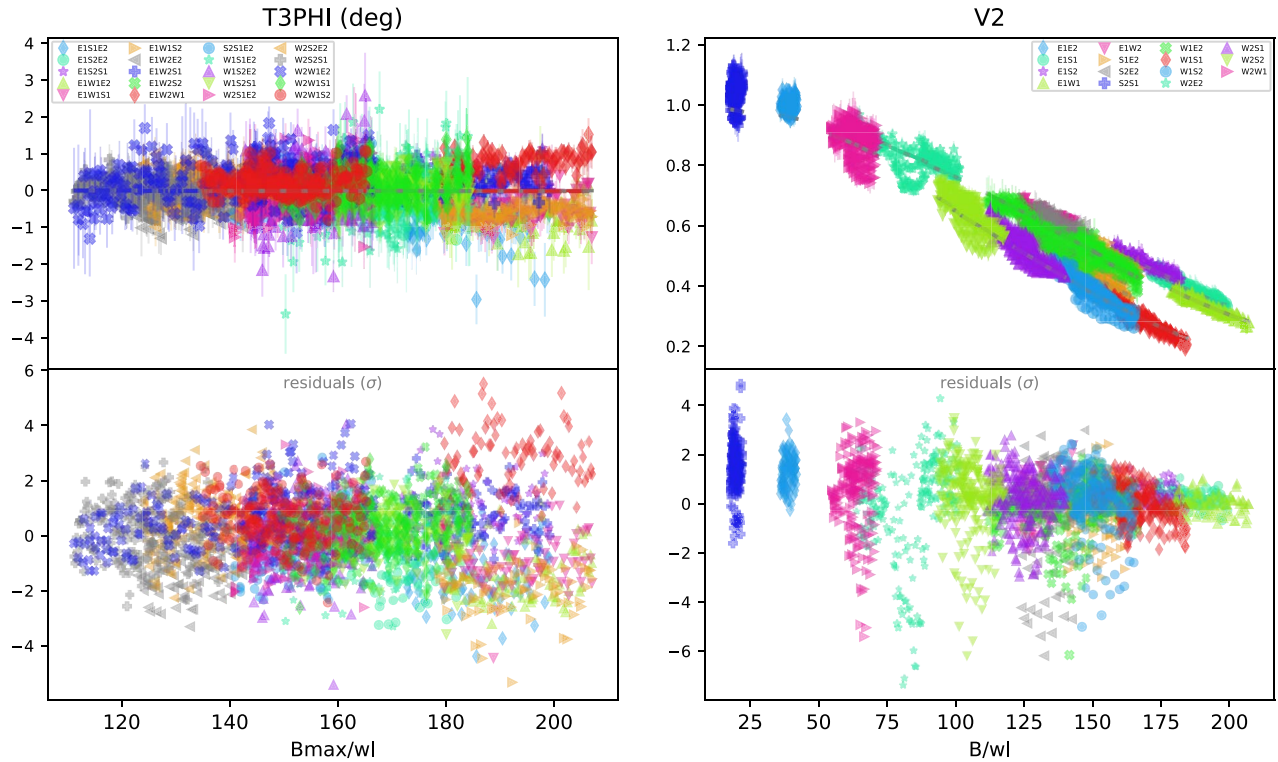 T3PHI (deg)
V2
E1S1E2 E1W1S2 S2S1E2 W2S2E2
E1S2E2 E1W2E2 W1S1E2 W2S2S1
E1S2S1 E1W2S1 W1S2E2 W2W1E2
E1W1E2 E1W2S2 W1S2S1 W2W1S1
E1W1S1 E1W2W1 W2S1E2 W2W1S2
E1E2 E1W2 W1E2 W2S1
E1S1 S1E2 W1S1 W2S2
E1S2 S2E2 W1S2 W2W1
E1W1 S2S1 W2E2
4
3
2
1
0
−1
−2
−3
−4
1.2
1.0
0.8
0.6
0.4
0.2
residuals (σ)
residuals (σ)
6
4
2
0
−2
−4
4
2
0
−2
−4
−6
120 140 160 180 200
25 50 75 100 125 150 175 200
Bmax/wl
B/wl